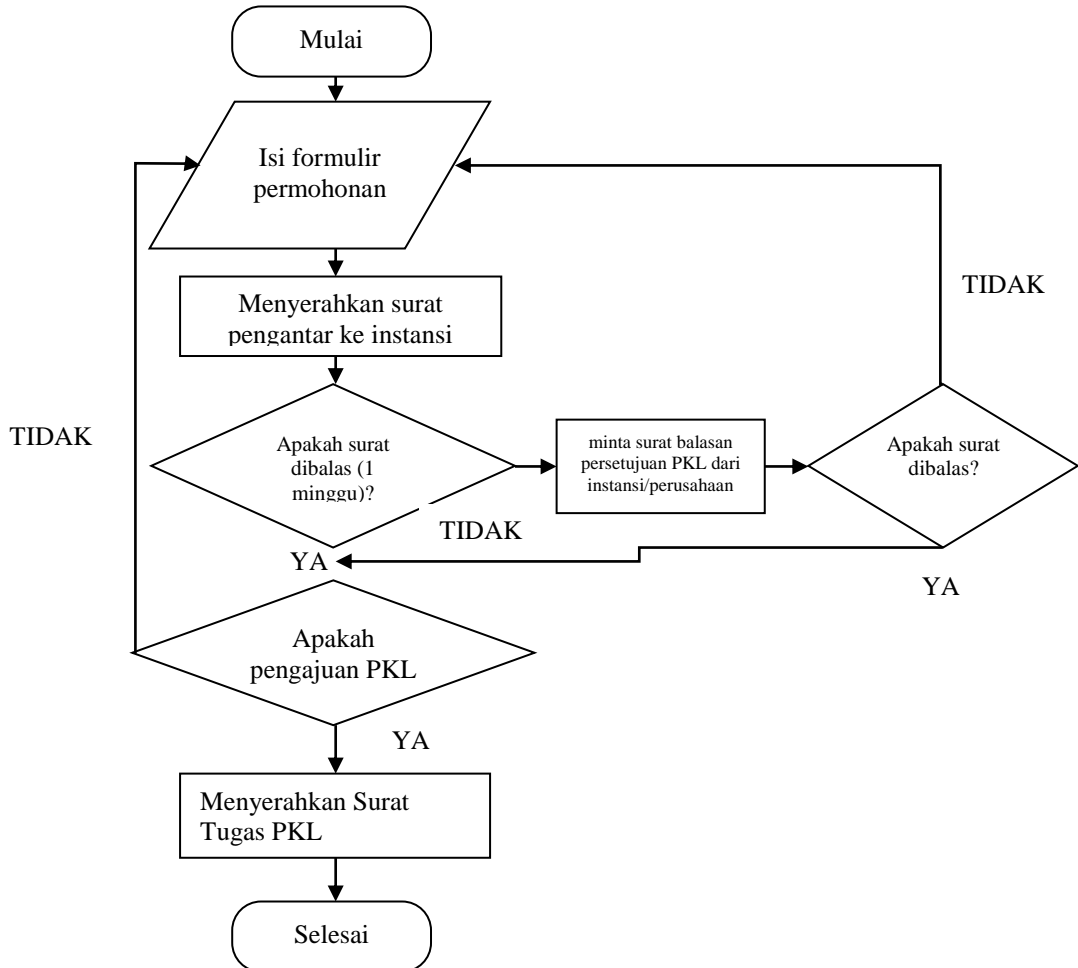 Mulai
Isi formulir
permohonan
TIDAK
Menyerahkan surat
pengantar ke instansi
TIDAK
Apakah surat
dibalas (1
minggu)?
minta surat balasan
persetujuan PKL dari
instansi/perusahaan
Apakah surat
dibalas?
TIDAK
YA
YA
Apakah
pengajuan PKL
YA
Menyerahkan Surat
Tugas PKL
Selesai